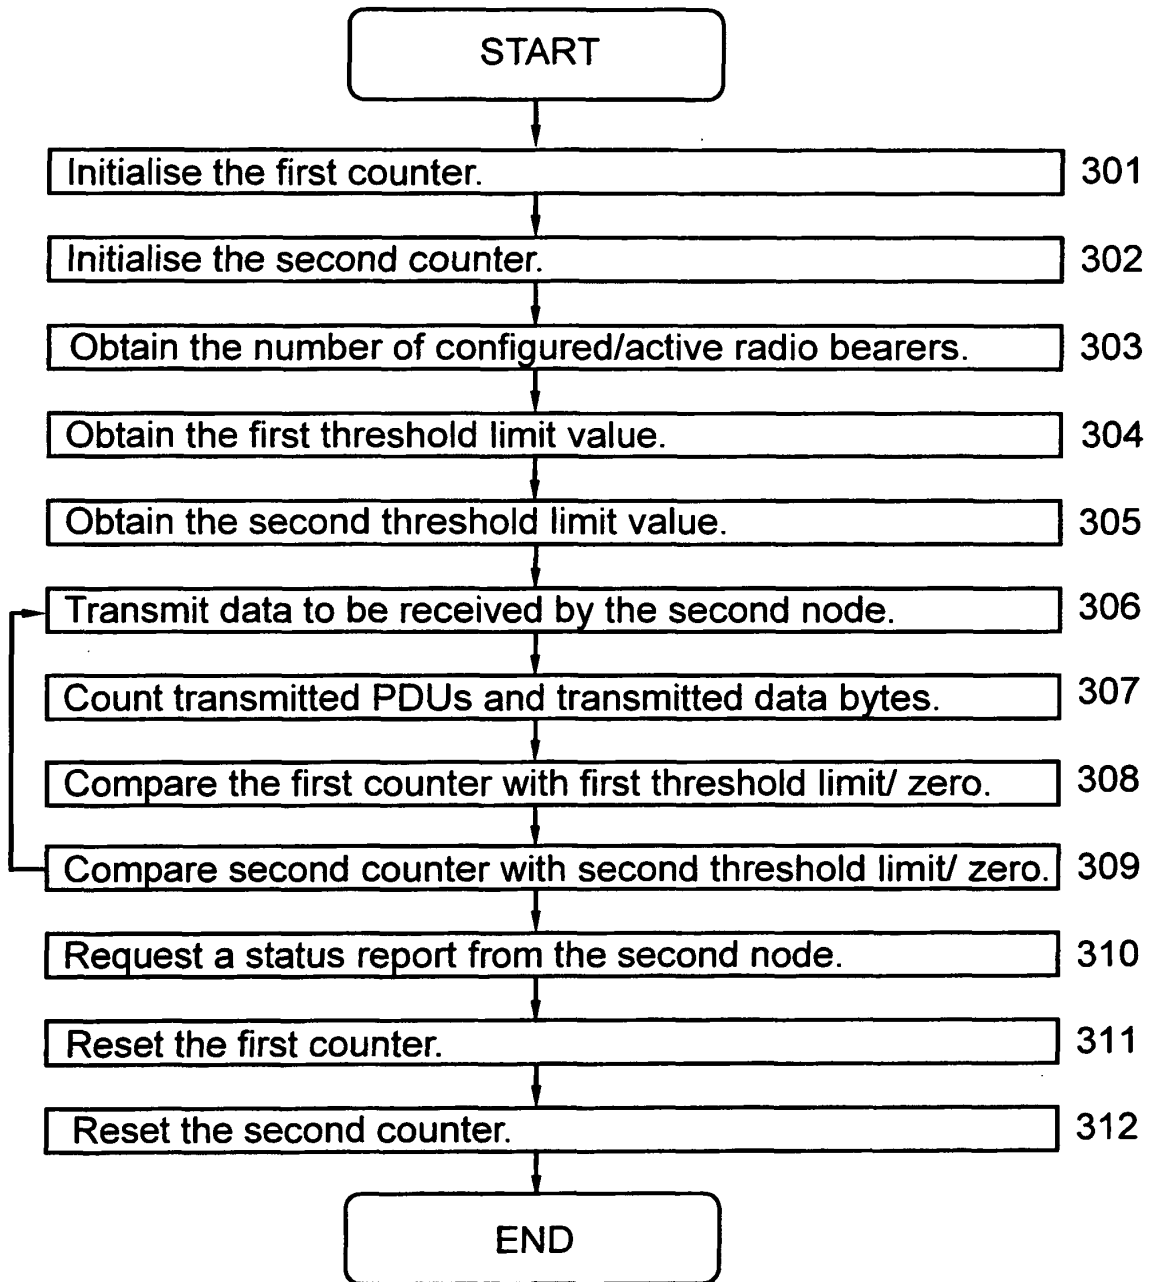 START
Initialise the first counter. 301
Initialise the second counter. 302
Obtain the number of configured/active radio bearers. 303
Obtain the first threshold limit value. 304
Obtain the second threshold limit value. 305
Transmit data to be received by the second node. 306
Count transmitted PDUs and transmitted data bytes. 307
Compare the first counter with first threshold limit/ zero. 308
Compare second counter with second threshold limit/ zero. 309
Request a status report from the second node. 310
Reset the first counter. 311
Reset the second counter. 312
END